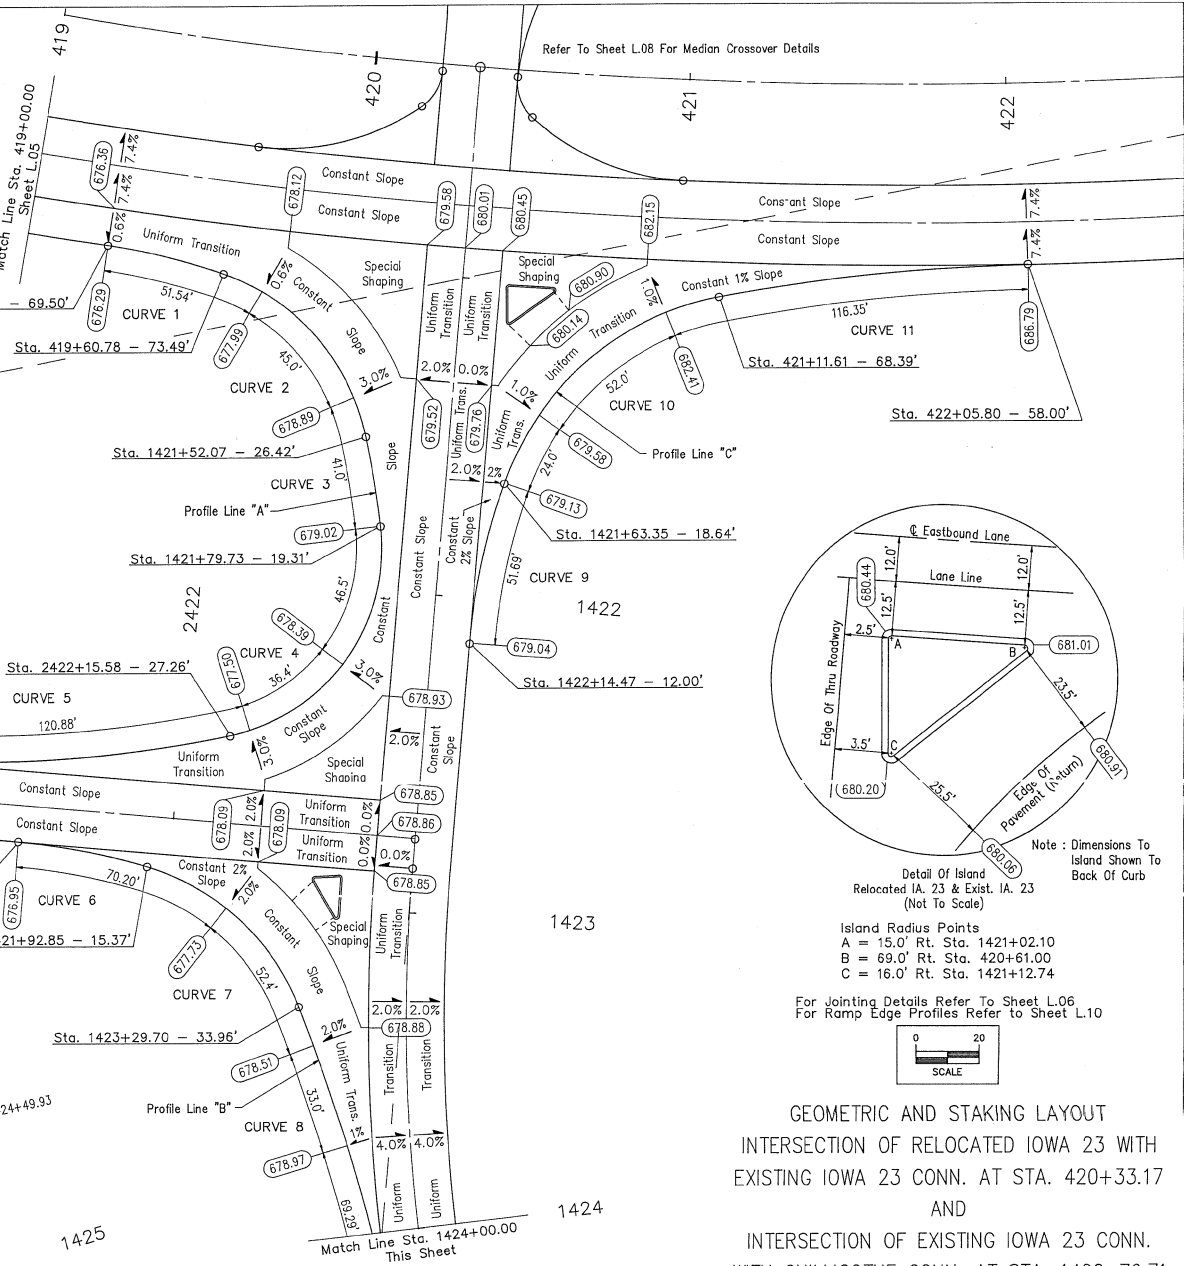 419
420
421
422
Refer To Sheet L.08 For Median Crossover Details
Match Line Sta. 419+00.00
Sheet L.05
676.36
7.4%
7.4%
0.6%
678.12
Constant Slope
Constant Slope
679.58
680.01
680.45
682.15
Constant Slope
Constant Slope
7.4%
7.4%
Uniform Transition
Special
Shaping
Special
Shaping
680.90
680.14
Constant 1% Slope
1.0%
- 69.50'
676.29
51.54'
CURVE 1
0.6%
Constant
Slope
Uniform
Transition
Uniform
Transition
Uniform Transition
116.35'
CURVE 11
686.79
Sta. 419+60.78 - 73.49'
677.99
45.0'
CURVE 2
3.0%
2.0%
0.0%
1.0%
52.0'
CURVE 10
682.41
Sta. 421+11.61 - 68.39'
Sta. 422+05.80 - 58.00'
678.89
679.52
Uniform Trans.
679.76
Uniform
Trans.
679.58
Profile Line "C"
Sta. 1421+52.07 - 26.42'
41.0'
CURVE 3
Slope
2.0%
2%
24.0'
679.13
Profile Line "A"
679.02
Sta. 1421+63.35 - 18.64'
Sta. 1421+79.73 - 19.31'
Constant Slope
Constant
2% Slope
51.69'
CURVE 9
1422
2422
46.5'
678.39
Constant
679.04
Sta. 2422+15.58 - 27.26'
677.50
CURVE 4
36.4'
3.0%
678.93
Sta. 1422+14.47 - 12.00'
CURVE 5
120.88'
3.0%
Constant
Slope
2.0%
Constant
Slope
Uniform
Transition
Special
Shaping
Constant Slope
Constant Slope
678.09
2.0%
2.0%
678.09
Uniform
Transition
Uniform
Transition
0.0%
0.0%
0.0%
678.85
678.86
678.85
676.95
70.20'
CURVE 6
Constant 2%
Slope
2.0%
21+92.85 - 15.37'
677.73
Constant
Slope
Special
Shaping
Uniform
Transition
1423
52.4'
CURVE 7
2.0%
2.0%
678.88
Sta. 1423+29.70 - 33.96'
2.0%
678.51
Uniform Trans.
Transition
Transition
24+49.93
Profile Line "B"
33.0'
CURVE 8
1%
4.0%
4.0%
678.97
69.29'
Uniform
Uniform
1425
Match Line Sta. 1424+00.00
This Sheet
1424
℄ Eastbound Lane
12.0'
12.0'
Lane Line
680.44
12.5'
12.5'
2.5'
A
B
681.01
Edge Of Thru Roadway
23.5'
3.5'
C
680.20
25.5'
Edge Of
Pavement (Return)
680.91
680.06
Note : Dimensions To
Island Shown To
Back Of Curb
Detail Of Island
Relocated IA. 23 & Exist. IA. 23
(Not To Scale)
Island Radius Points
A = 15.0' Rt. Sta. 1421+02.10
B = 69.0' Rt. Sta. 420+61.00
C = 16.0' Rt. Sta. 1421+12.74
For Jointing Details Refer To Sheet L.06
For Ramp Edge Profiles Refer to Sheet L.10
0 20
SCALE
GEOMETRIC AND STAKING LAYOUT
INTERSECTION OF RELOCATED IOWA 23 WITH
EXISTING IOWA 23 CONN. AT STA. 420+33.17
AND
INTERSECTION OF EXISTING IOWA 23 CONN.